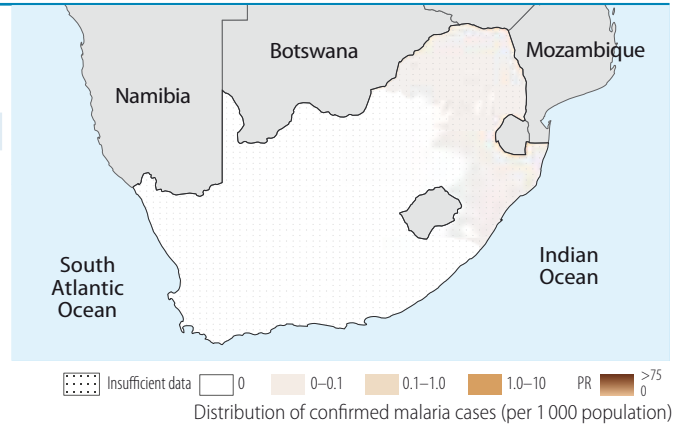 Botswana
Mozambique
Namibia
South
Atlantic
Ocean
Indian
Ocean
Insufficient data
0
0–0.1
0.1–1.0
1.0–10
PR
>75
0
Distribution of confirmed malaria cases (per 1 000 population)